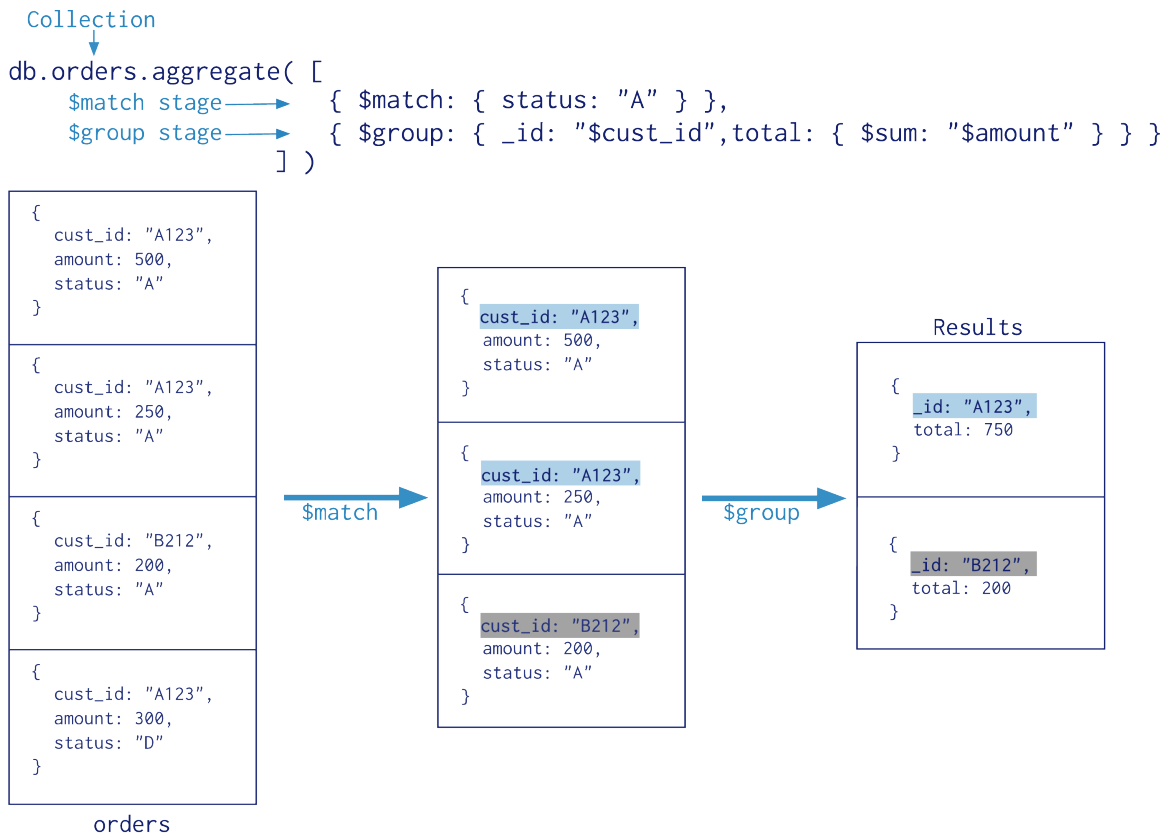 Collection
db.orders.aggregate( [
$match stage { $match: { status: "A" } },
$group stage { $group: { _id: "$cust_id",total: { $sum: "$amount" } } }
] )
{
cust_id: "A123",
amount: 500,
status: "A"
}
{
cust_id: "A123",
amount: 250,
status: "A"
}
{
cust_id: "B212",
amount: 200,
status: "A"
}
{
cust_id: "A123",
amount: 300,
status: "D"
}
orders
$match
{
cust_id: "A123",
amount: 500,
status: "A"
}
{
cust_id: "A123",
amount: 250,
status: "A"
}
{
cust_id: "B212",
amount: 200,
status: "A"
}
$group
Results
{
_id: "A123",
total: 750
}
{
_id: "B212",
total: 200
}